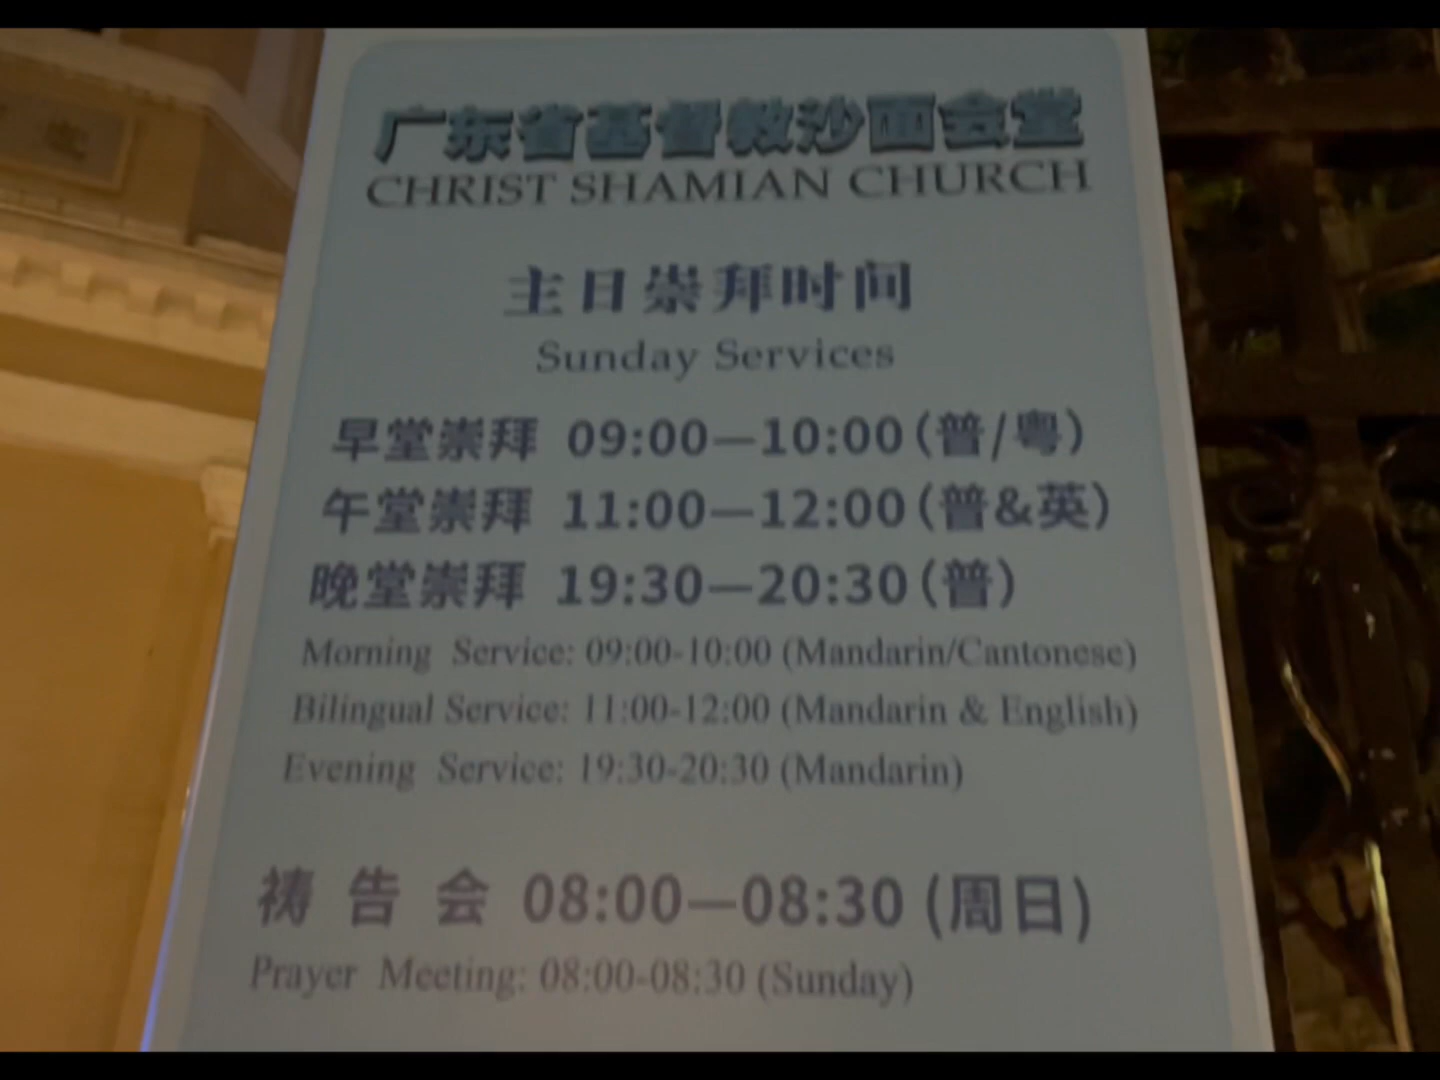 广东省基督教沙面会堂
CHRIST SHAMIAN CHURCH
主日崇拜时间
Sunday Services
早堂崇拜 09:00—10:00（普/粤）
午堂崇拜 11:00—12:00（普&英）
晚堂崇拜 19:30—20:30（普）
Morning Service: 09:00-10:00 (Mandarin/Cantonese)
Bilingual Service: 11:00-12:00 (Mandarin & English)
Evening Service: 19:30-20:30 (Mandarin)
祷 告 会 08:00—08:30 (周日)
Prayer Meeting: 08:00-08:30 (Sunday)